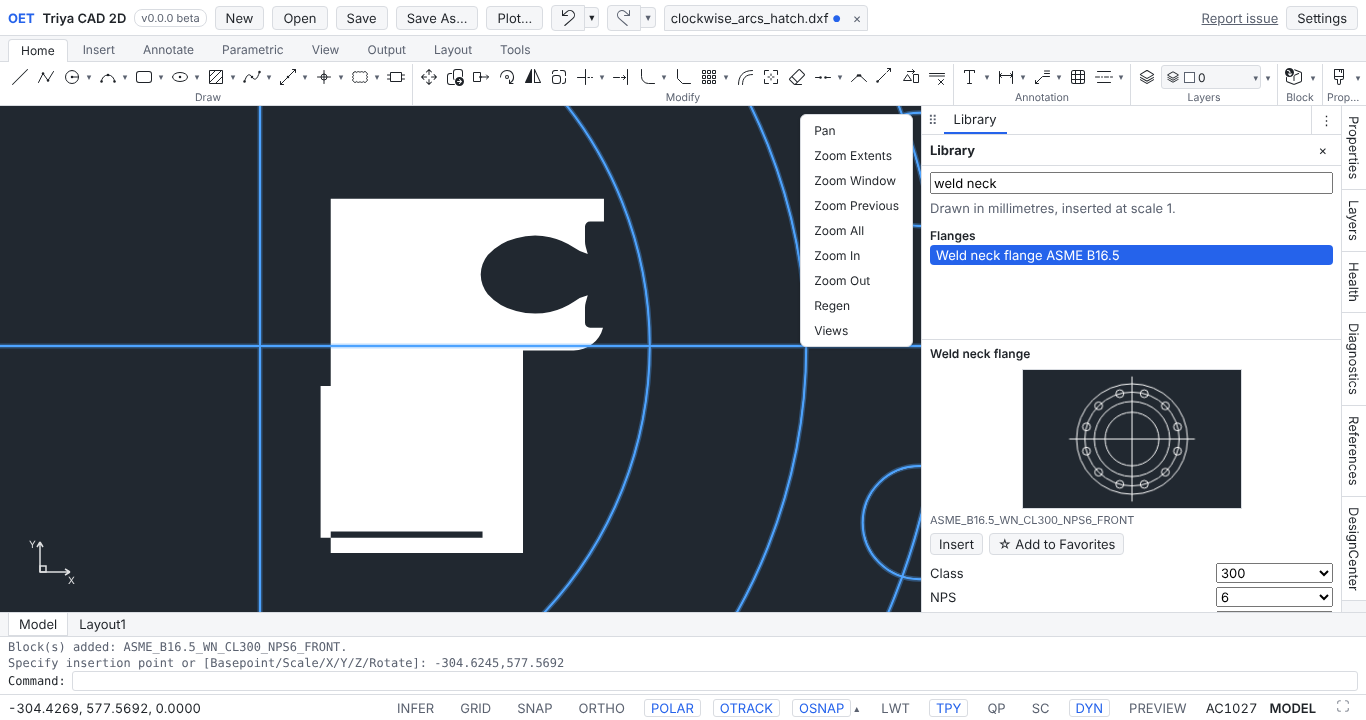 OET Triya CAD 2D v0.0.0 beta New Open Save Save As... Plot... clockwise_arcs_hatch.dxf × Report issue Settings
Home Insert Annotate Parametric View Output Layout Tools
0
Draw Modify Annotation Layers Block Prop...
Pan
Zoom Extents
Zoom Window
Zoom Previous
Zoom All
Zoom In
Zoom Out
Regen
Views
Library
Library ×
weld neck
Drawn in millimetres, inserted at scale 1.
Flanges
Weld neck flange ASME B16.5
Weld neck flange
ASME_B16.5_WN_CL300_NPS6_FRONT
Insert ☆ Add to Favorites
Class 300
NPS 6
Properties
Layers
Health
Diagnostics
References
DesignCenter
Y
X
Model Layout1
Block(s) added: ASME_B16.5_WN_CL300_NPS6_FRONT.
Specify insertion point or [Basepoint/Scale/X/Y/Z/Rotate]: -304.6245,577.5692
Command:
-304.4269, 577.5692, 0.0000 INFER GRID SNAP ORTHO POLAR OTRACK OSNAP LWT TPY QP SC DYN PREVIEW AC1027 MODEL